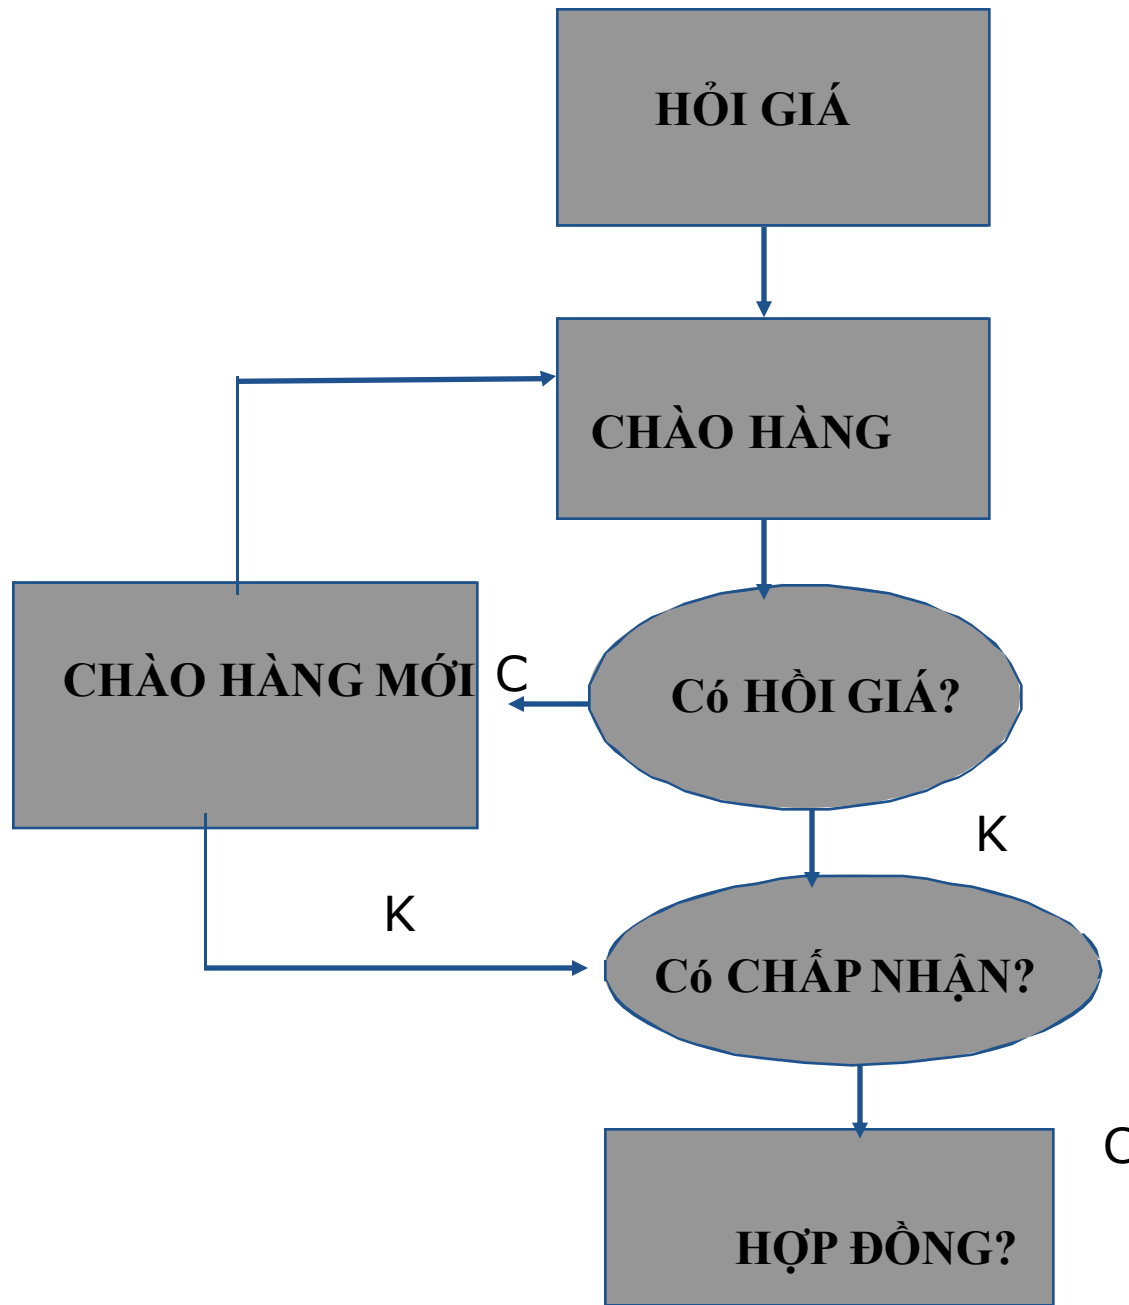 HỎI GIÁ
CHÀO HÀNG
CHÀO HÀNG MỚI
C
Có HỒI GIÁ?
K
K
Có CHẤP NHẬN?
C
HỢP ĐỒNG?